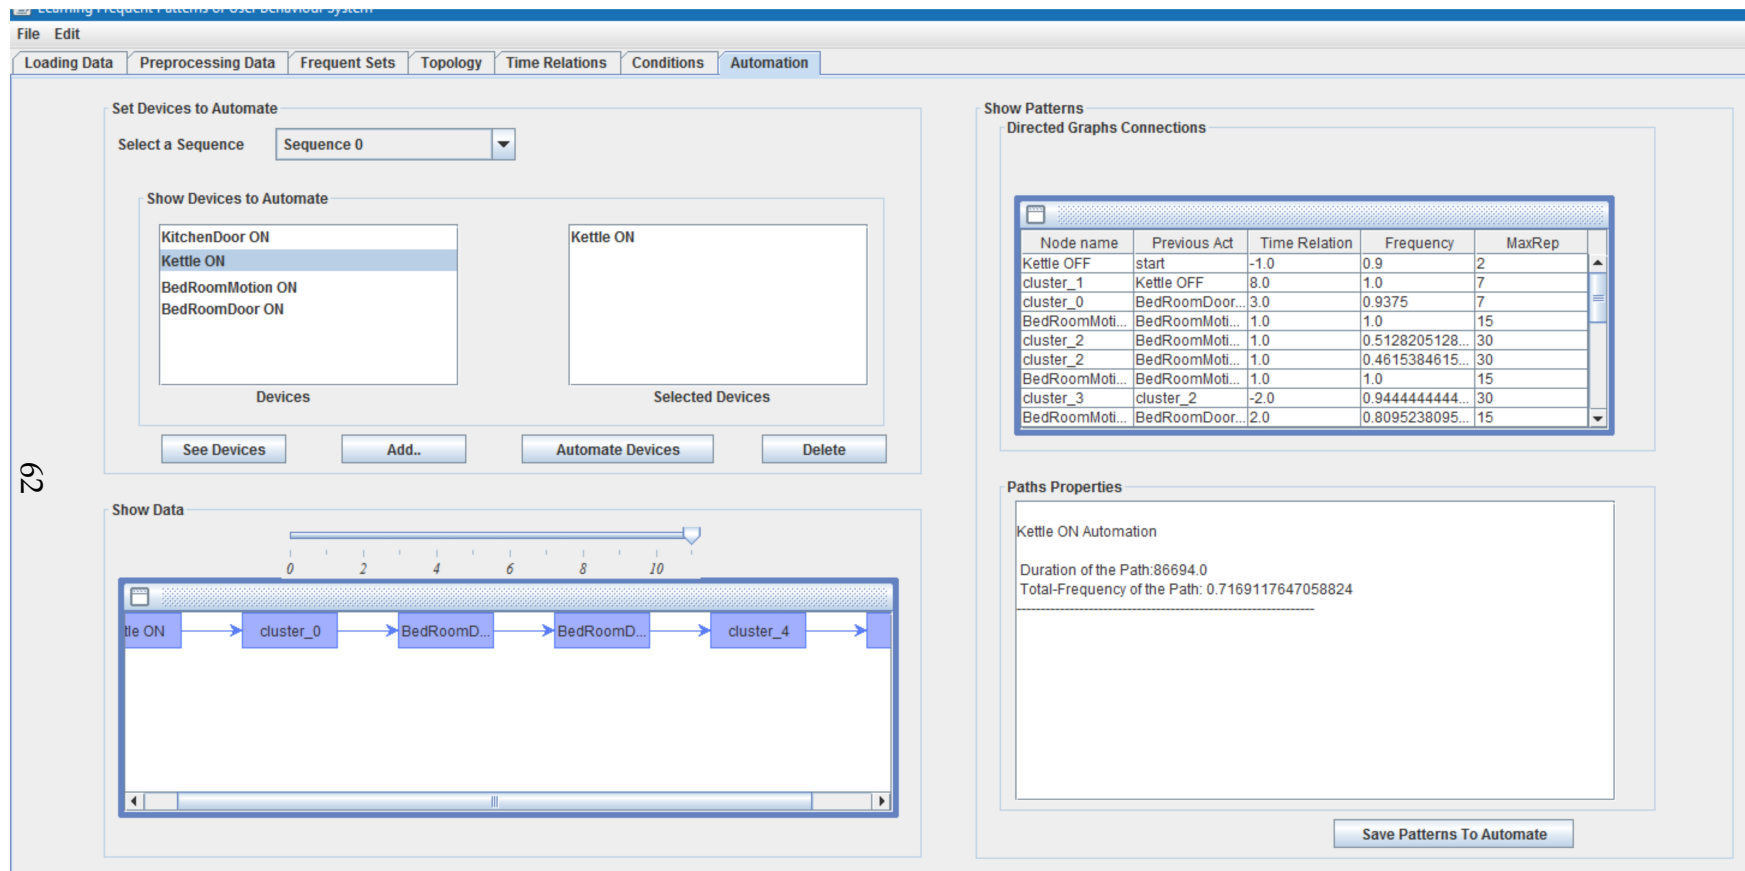 Learning Frequent Patterns of User Behaviour System
File Edit
Loading Data Preprocessing Data Frequent Sets Topology Time Relations Conditions Automation
Set Devices to Automate
Select a Sequence Sequence 0
Show Devices to Automate
KitchenDoor ON
Kettle ON
BedRoomMotion ON
BedRoomDoor ON
Devices
Kettle ON
Selected Devices
See Devices Add.. Automate Devices Delete
62
Show Data
0 2 4 6 8 10
tle ON cluster_0 BedRoomD... BedRoomD... cluster_4
Show Patterns
Directed Graphs Connections
Node name Previous Act Time Relation Frequency MaxRep
Kettle OFF start -1.0 0.9 2
cluster_1 Kettle OFF 8.0 1.0 7
cluster_0 BedRoomDoor... 3.0 0.9375 7
BedRoomMoti... BedRoomMoti... 1.0 1.0 15
cluster_2 BedRoomMoti... 1.0 0.5128205128... 30
cluster_2 BedRoomMoti... 1.0 0.4615384615... 30
BedRoomMoti... BedRoomMoti... 1.0 1.0 15
cluster_3 cluster_2 -2.0 0.9444444444... 30
BedRoomMoti... BedRoomDoor... 2.0 0.8095238095... 15
Paths Properties
Kettle ON Automation
Duration of the Path:86694.0
Total-Frequency of the Path: 0.7169117647058824
------------------------------------------------------------
Save Patterns To Automate